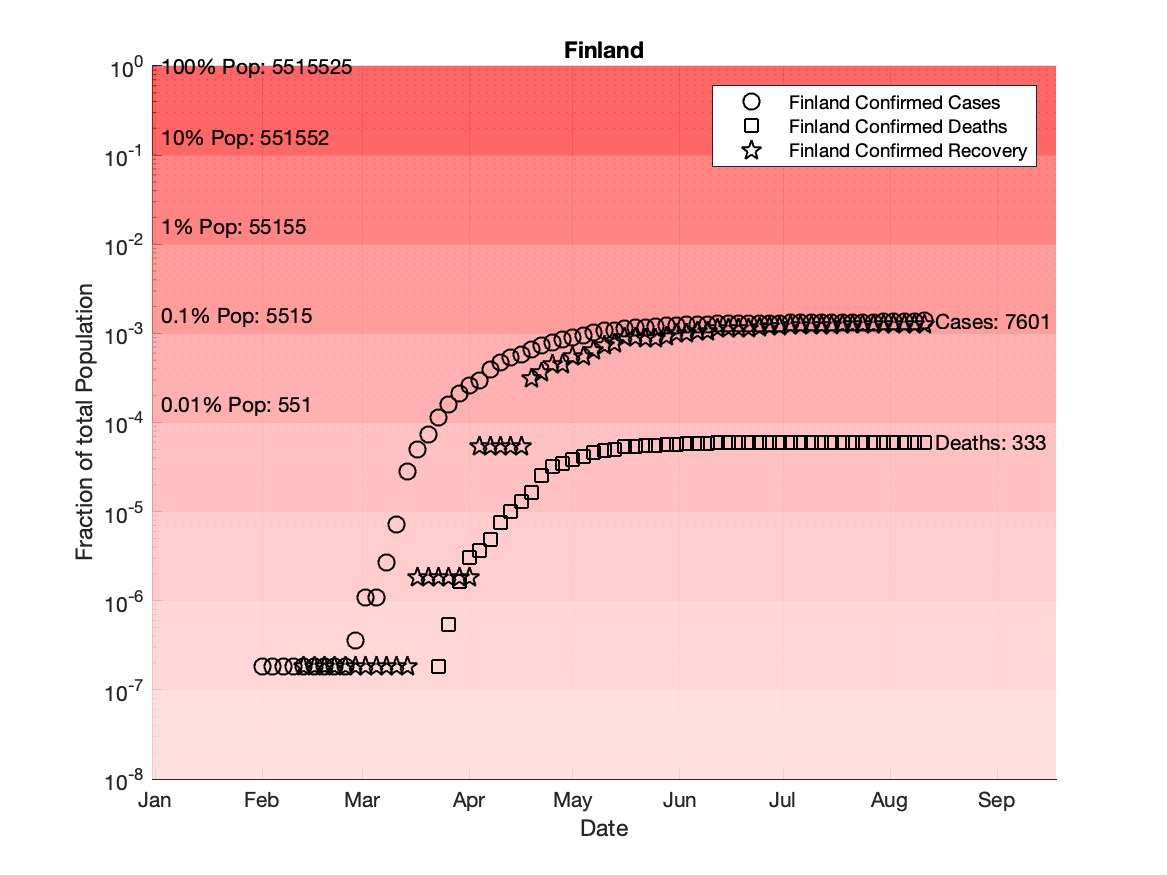 Finland
10^0
100% Pop: 5515525
Finland Confirmed Cases
Finland Confirmed Deaths
Finland Confirmed Recovery
10% Pop: 551552
10^-1
1% Pop: 55155
10^-2
0.1% Pop: 5515
10^-3
Cases: 7601
0.01% Pop: 551
10^-4
Deaths: 333
10^-5
10^-6
10^-7
10^-8
Fraction of total Population
Jan Feb Mar Apr May Jun Jul Aug Sep
Date